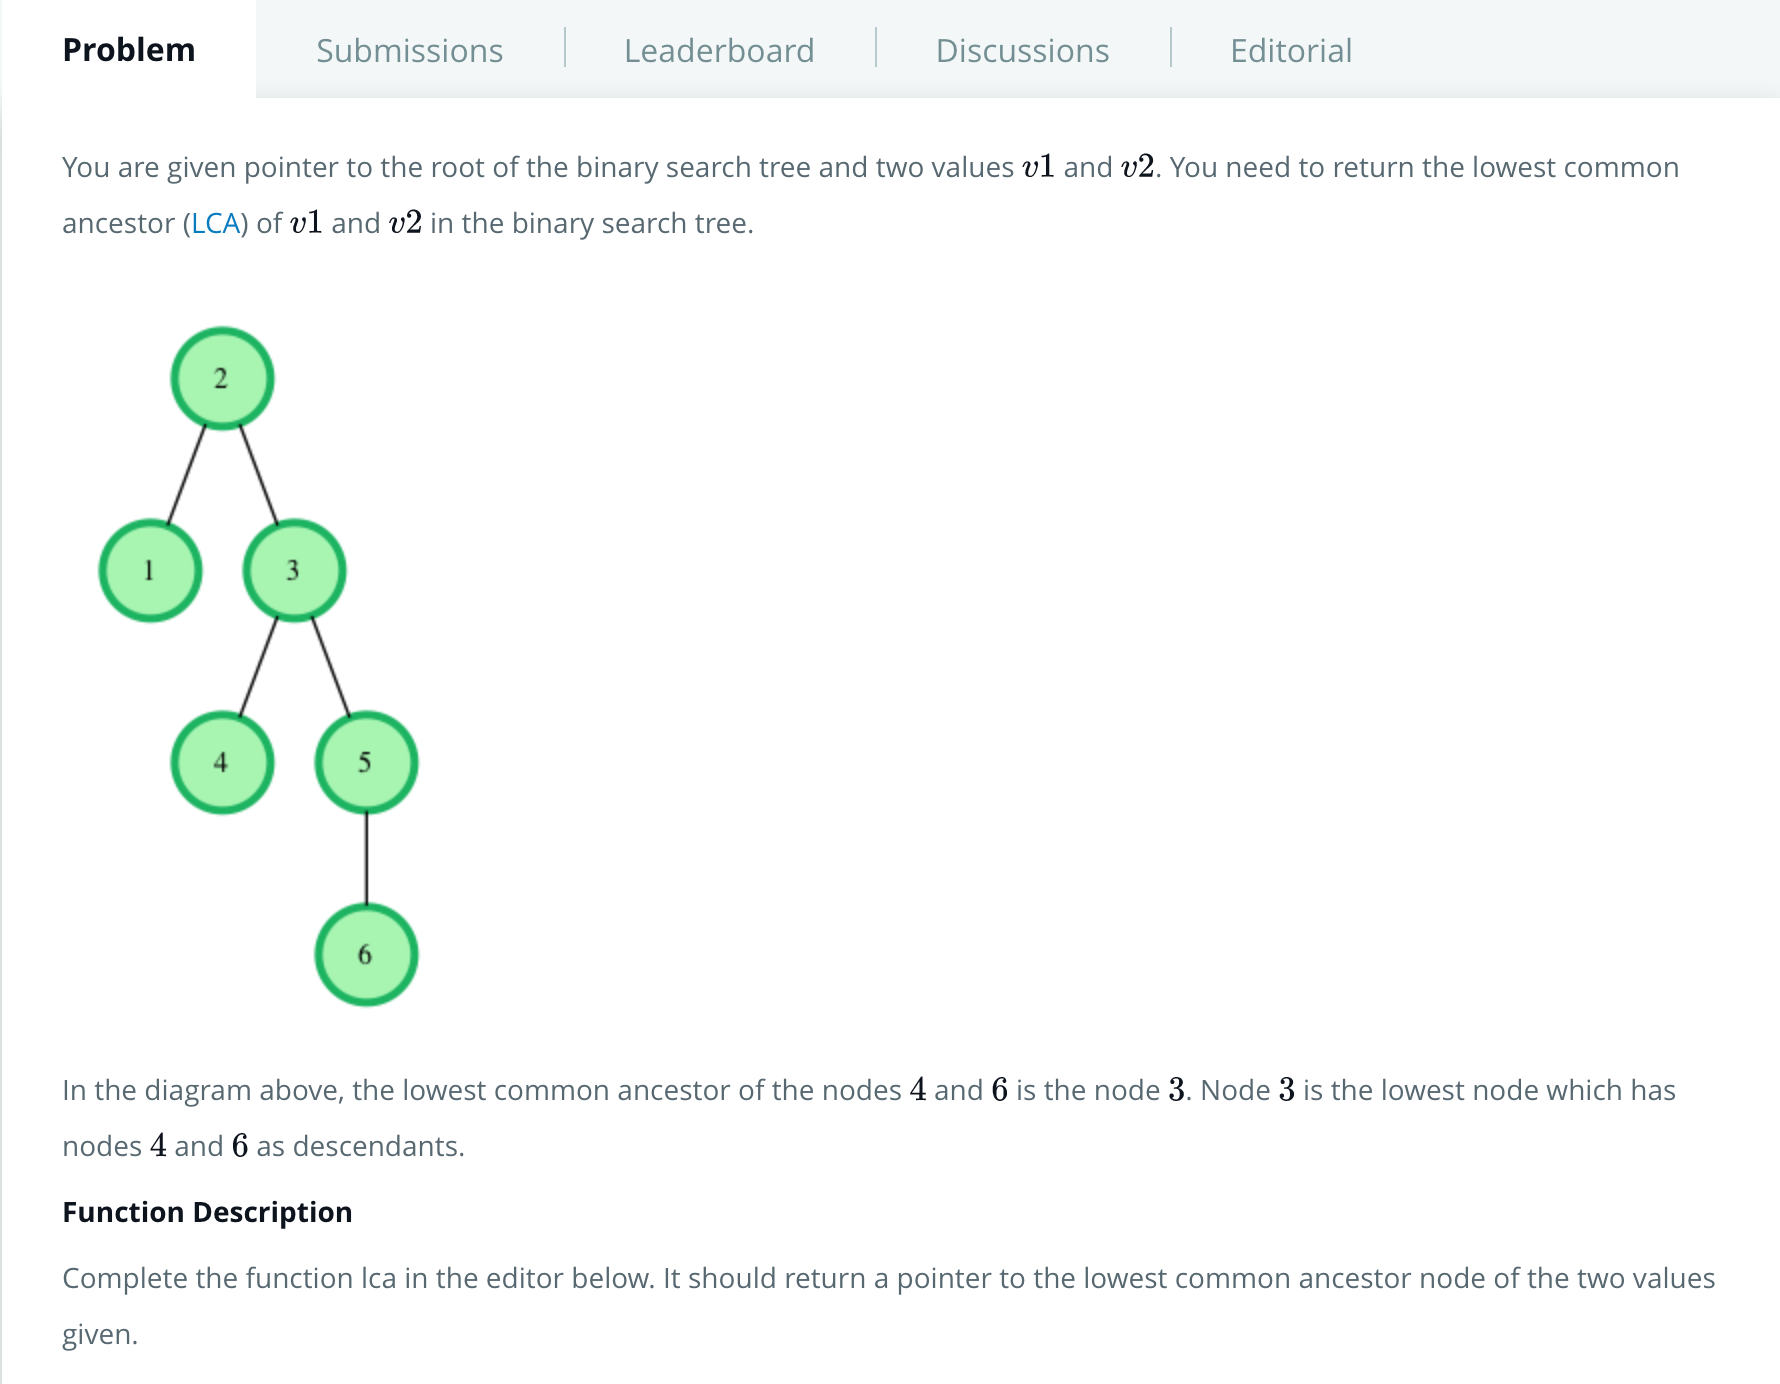 Problem Submissions Leaderboard Discussions Editorial
You are given pointer to the root of the binary search tree and two values v1 and v2. You need to return the lowest common
ancestor (LCA) of v1 and v2 in the binary search tree.
2
1 3
4 5
6
In the diagram above, the lowest common ancestor of the nodes 4 and 6 is the node 3. Node 3 is the lowest node which has
nodes 4 and 6 as descendants.
Function Description
Complete the function lca in the editor below. It should return a pointer to the lowest common ancestor node of the two values
given.